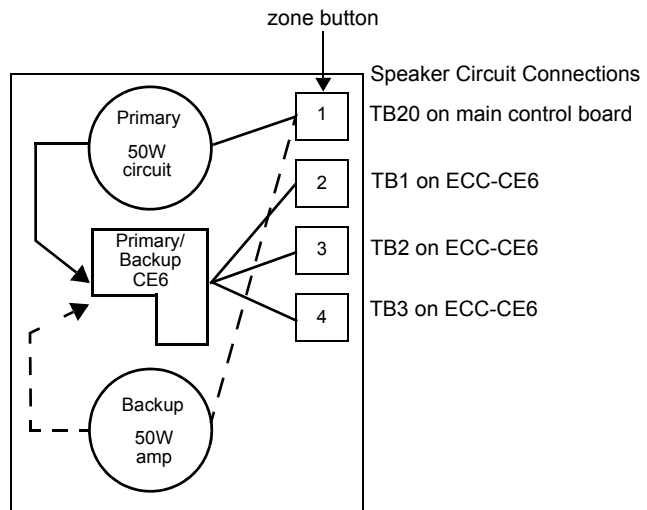 zone button
Speaker Circuit Connections
Primary
50W
circuit
1
TB20 on main control board
2
TB1 on ECC-CE6
Primary/
Backup
CE6
3
TB2 on ECC-CE6
4
TB3 on ECC-CE6
Backup
50W
amp